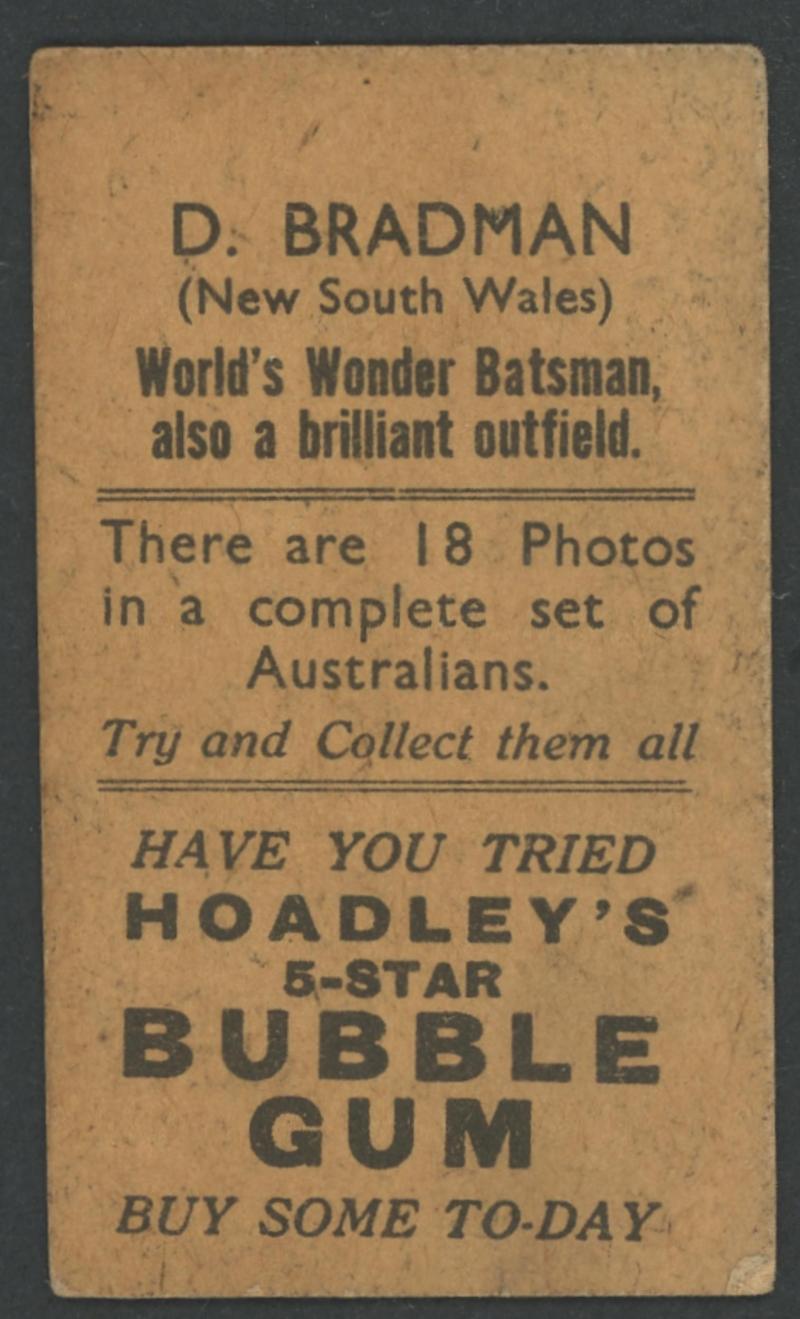 D. BRADMAN
(New South Wales)
World's Wonder Batsman,
also a brilliant outfield.
There are 18 Photos
in a complete set of
Australians.
Try and Collect them all
HAVE YOU TRIED
HOADLEY'S
5-STAR
BUBBLE
GUM
BUY SOME TO-DAY